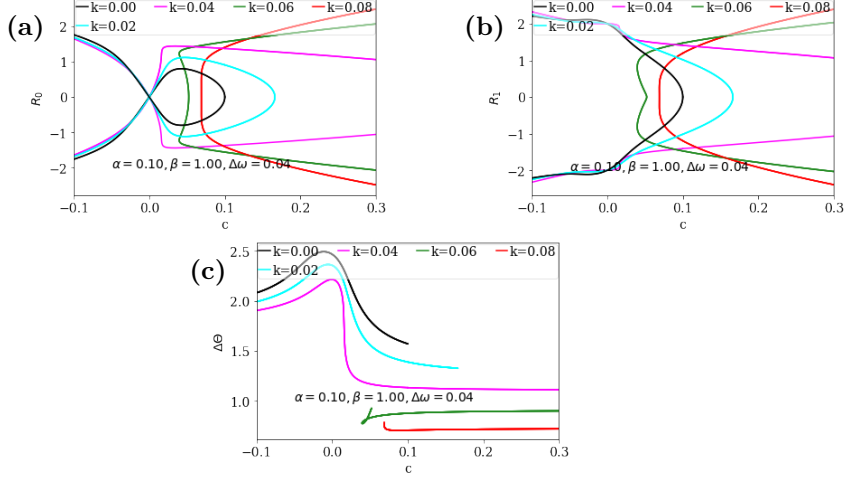 (a)
k=0.00 k=0.04 k=0.06 k=0.08
k=0.02
R₀
2
1
0
−1
−2
α = 0.10, β = 1.00, Δω = 0.04
−0.1 0.0 0.1 0.2 0.3
c
(b)
k=0.00 k=0.04 k=0.06 k=0.08
k=0.02
R₁
2
1
0
−1
−2
α = 0.10, β = 1.00, Δω = 0.04
−0.1 0.0 0.1 0.2 0.3
c
(c)
k=0.00 k=0.04 k=0.06 k=0.08
k=0.02
ΔΘ
2.5
2.0
1.5
1.0
α = 0.10, β = 1.00, Δω = 0.04
−0.1 0.0 0.1 0.2 0.3
c